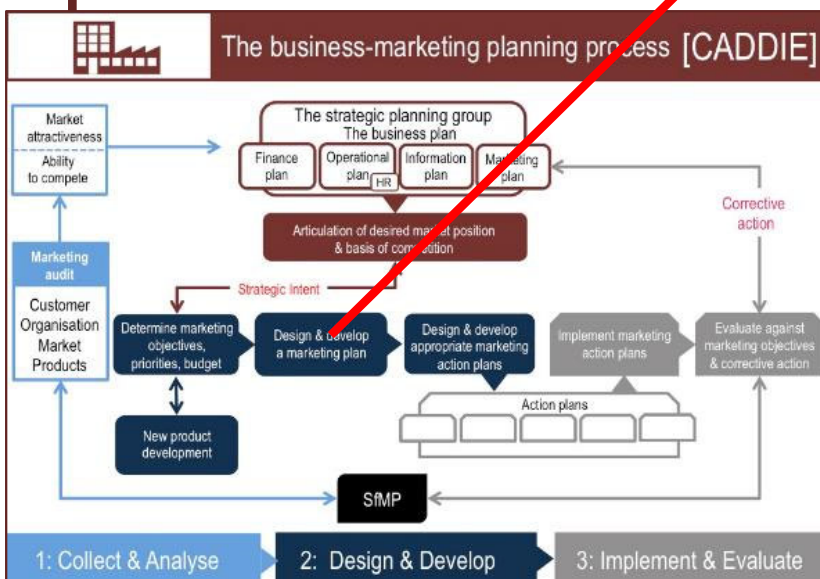 The business-marketing planning process [CADDIE]
Market
attractiveness
Ability
to compete
The strategic planning group
The business plan
Finance
plan
Operational
plan
HR
Information
plan
Marketing
plan
Articulation of desired market position
& basis of competition
Corrective
action
Marketing
audit
Customer
Organisation
Market
Products
Strategic Intent
Determine marketing
objectives,
priorities, budget
Design & develop
a marketing plan
Design & develop
appropriate marketing
action plans
Implement marketing
action plans
Evaluate against
marketing objectives
& corrective action
New product
development
Action plans
SfMP
1: Collect & Analyse
2: Design & Develop
3: Implement & Evaluate